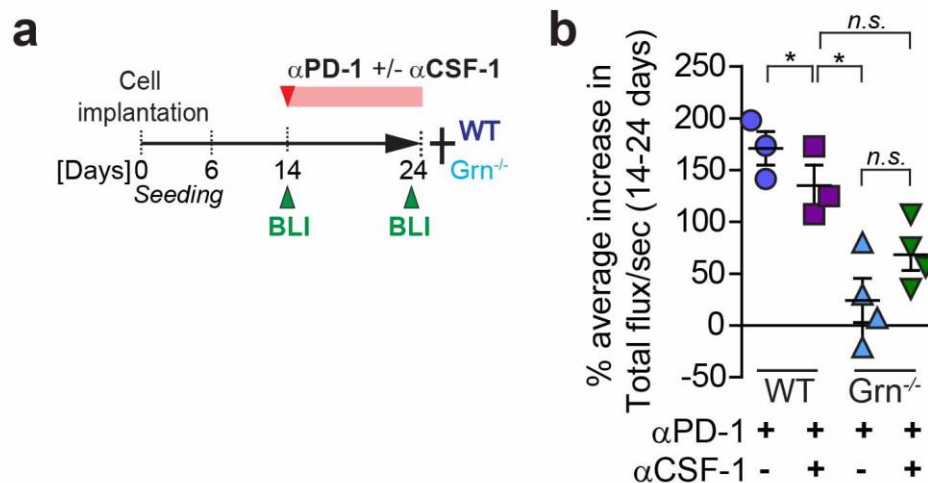 a
αPD-1 +/- αCSF-1
Cell
implantation
WT
Grn-/-
[Days] 0 6 14 24
Seeding
BLI BLI
b
n.s.
* *
n.s.
% average increase in
Total flux/sec (14-24 days)
250
200
150
100
50
0
-50
WT Grn-/-
αPD-1 + + + +
αCSF-1 - + - +